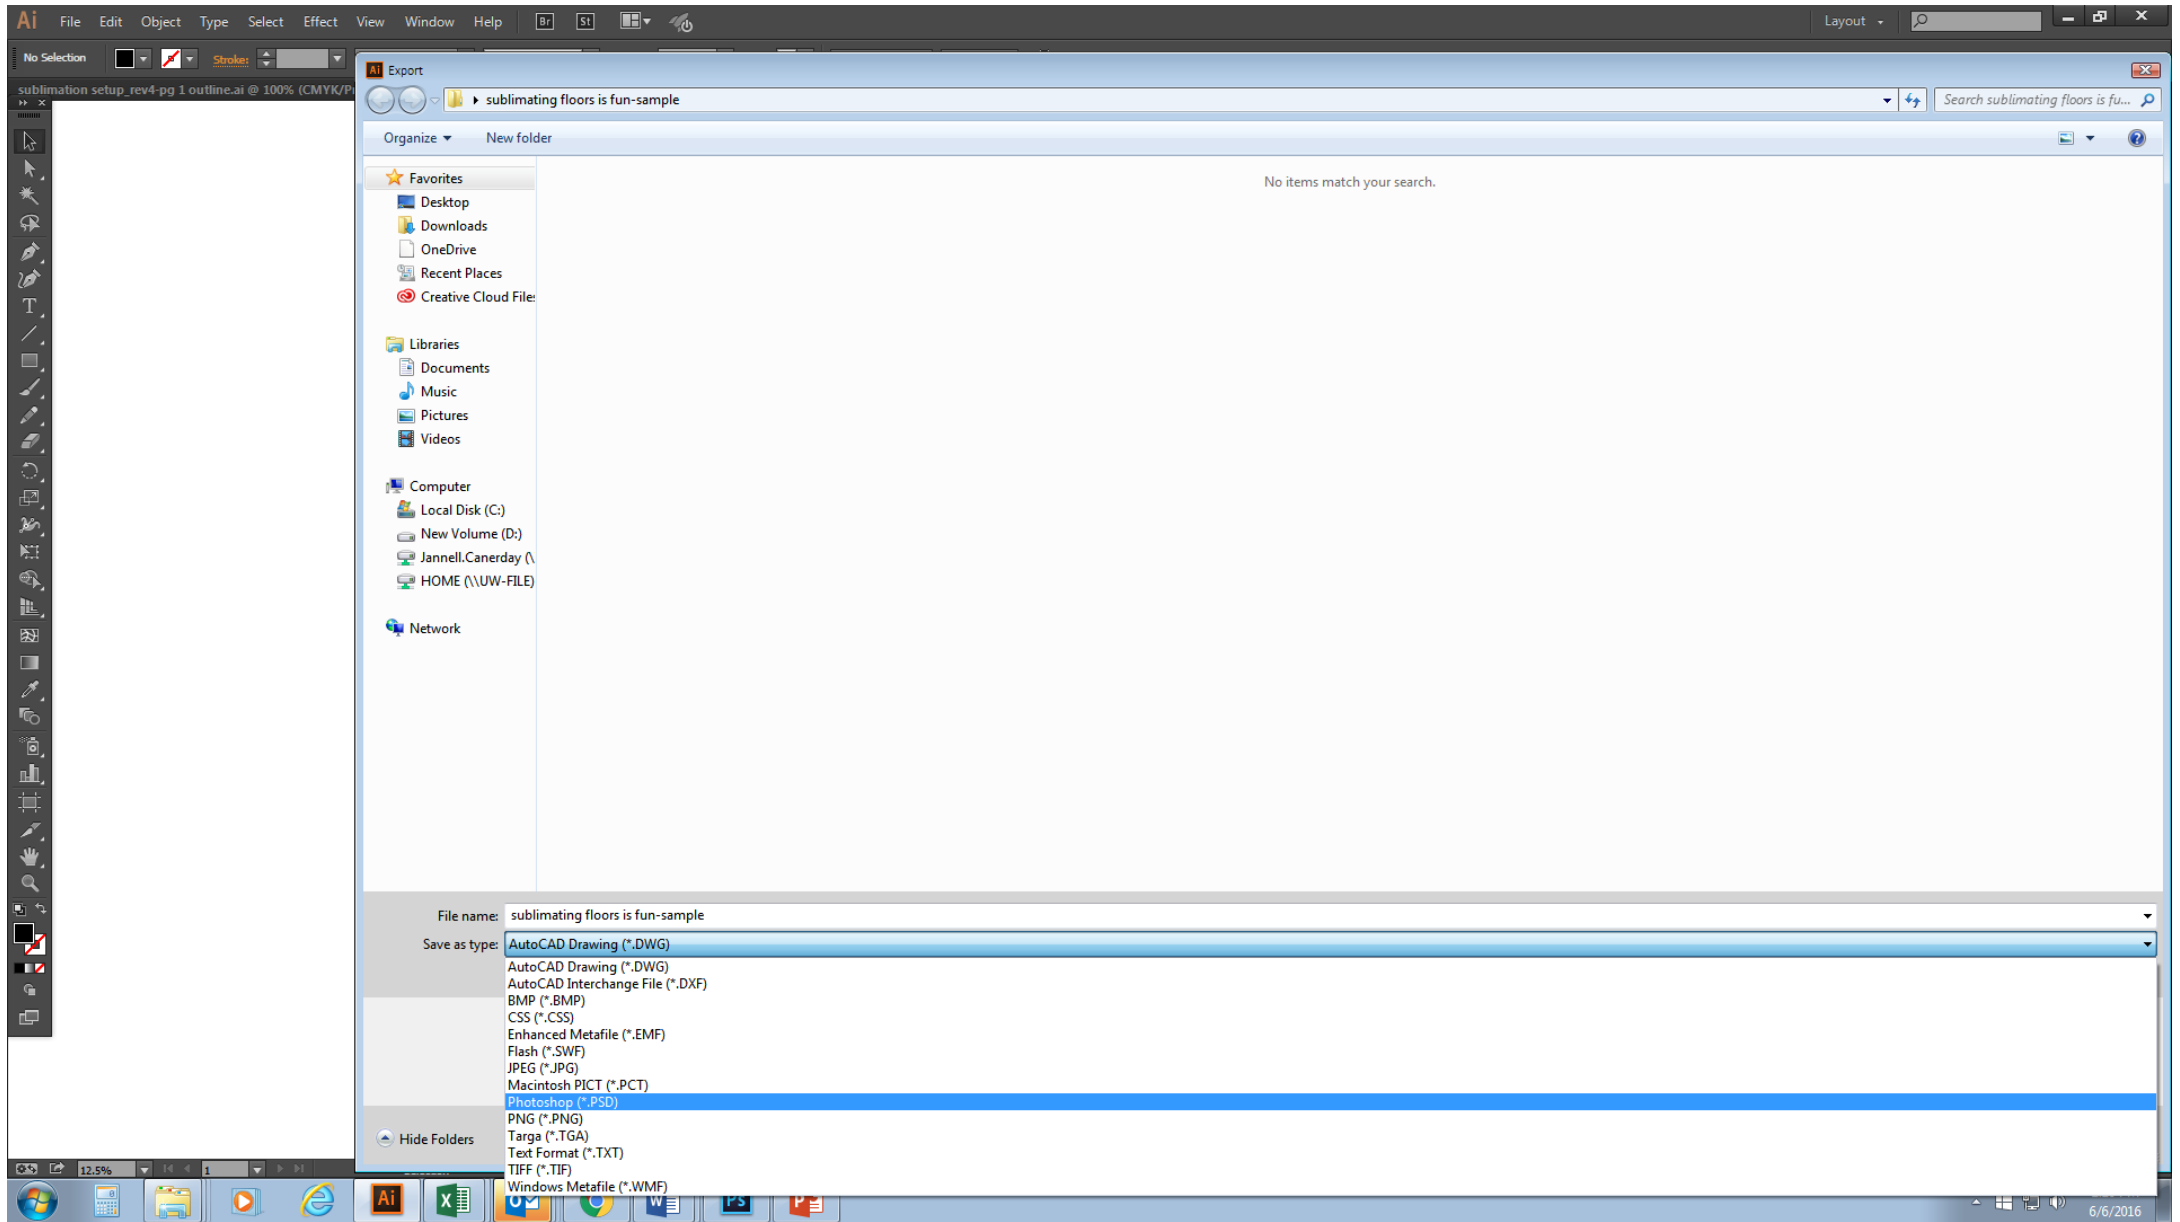 Ai File Edit Object Type Select Effect View Window Help Br St Layout
No Selection Stroke:
Ai Export
sublimation setup_rev4-pg 1 outline.ai @ 100% (CMYK/P
sublimating floors is fun-sample Search sublimating floors is fu...
Organize New folder
No items match your search.
Favorites
Desktop
Downloads
OneDrive
Recent Places
Creative Cloud Files
Libraries
Documents
Music
Pictures
Videos
Computer
Local Disk (C:)
New Volume (D:)
Jannell.Canerday (\
HOME (\\UW-FILE)
Network
File name: sublimating floors is fun-sample
Save as type: AutoCAD Drawing (*.DWG)
AutoCAD Drawing (*.DWG)
AutoCAD Interchange File (*.DXF)
BMP (*.BMP)
CSS (*.CSS)
Enhanced Metafile (*.EMF)
Flash (*.SWF)
JPEG (*.JPG)
Macintosh PICT (*.PCT)
Photoshop (*.PSD)
PNG (*.PNG)
Targa (*.TGA)
Text Format (*.TXT)
TIFF (*.TIF)
Windows Metafile (*.WMF)
Hide Folders
12.5% 1
Ai
6/6/2016